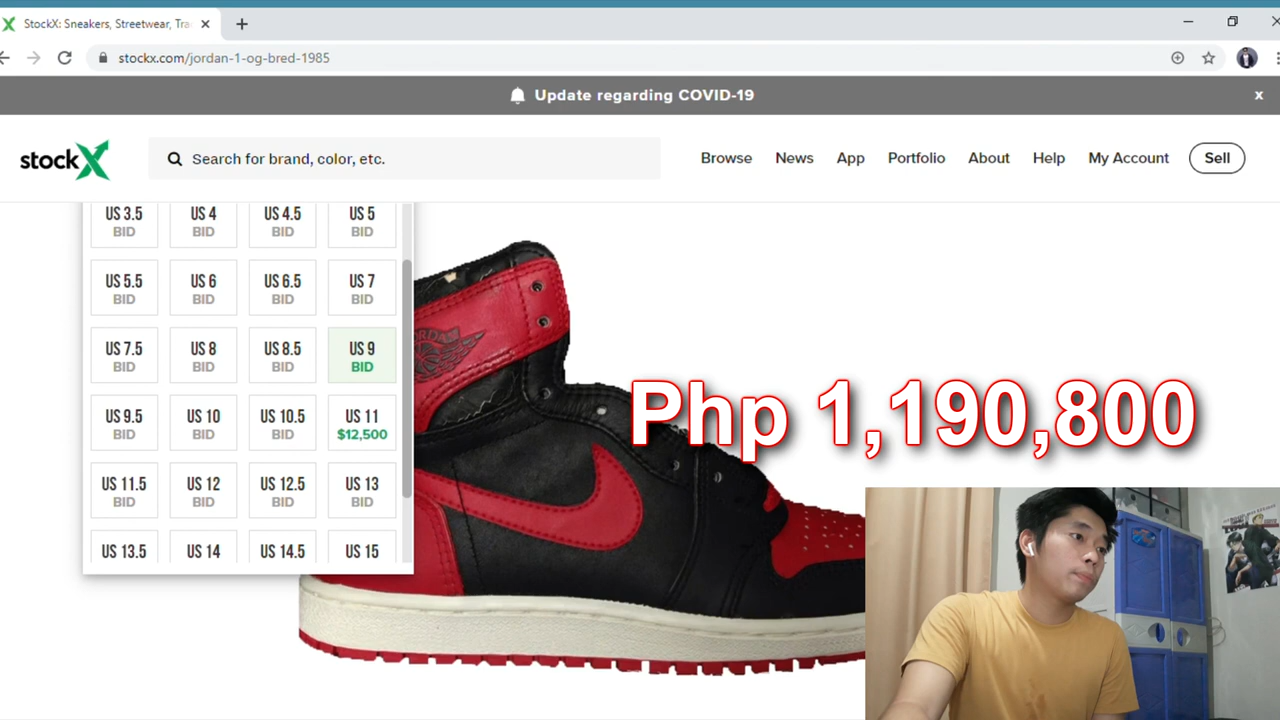 StockX: Sneakers, Streetwear, Tra
stockx.com/jordan-1-og-bred-1985
Update regarding COVID-19
x
stockX
Search for brand, color, etc.
Browse News App Portfolio About Help My Account Sell
US 3.5 US 4 US 4.5 US 5
BID BID BID BID
US 5.5 US 6 US 6.5 US 7
BID BID BID BID
US 7.5 US 8 US 8.5 US 9
BID BID BID BID
US 9.5 US 10 US 10.5 US 11
BID BID BID $12,500
US 11.5 US 12 US 12.5 US 13
BID BID BID BID
US 13.5 US 14 US 14.5 US 15
Php 1,190,800